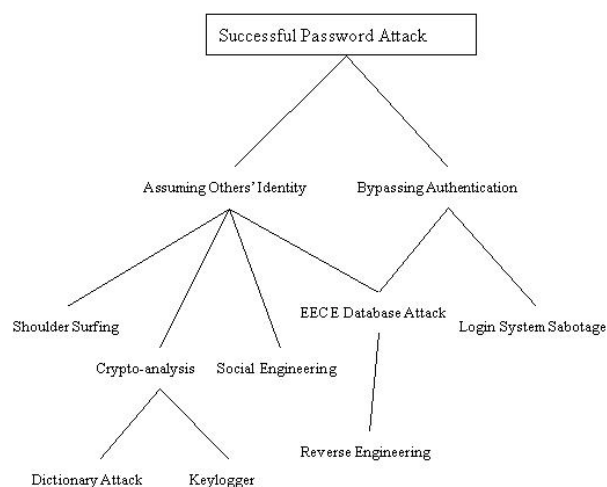 Successful Password Attack
Assuming Others' Identity
Bypassing Authentication
Shoulder Surfing
EECE Database Attack
Login System Sabotage
Crypto-analysis
Social Engineering
Reverse Engineering
Dictionary Attack
Keylogger